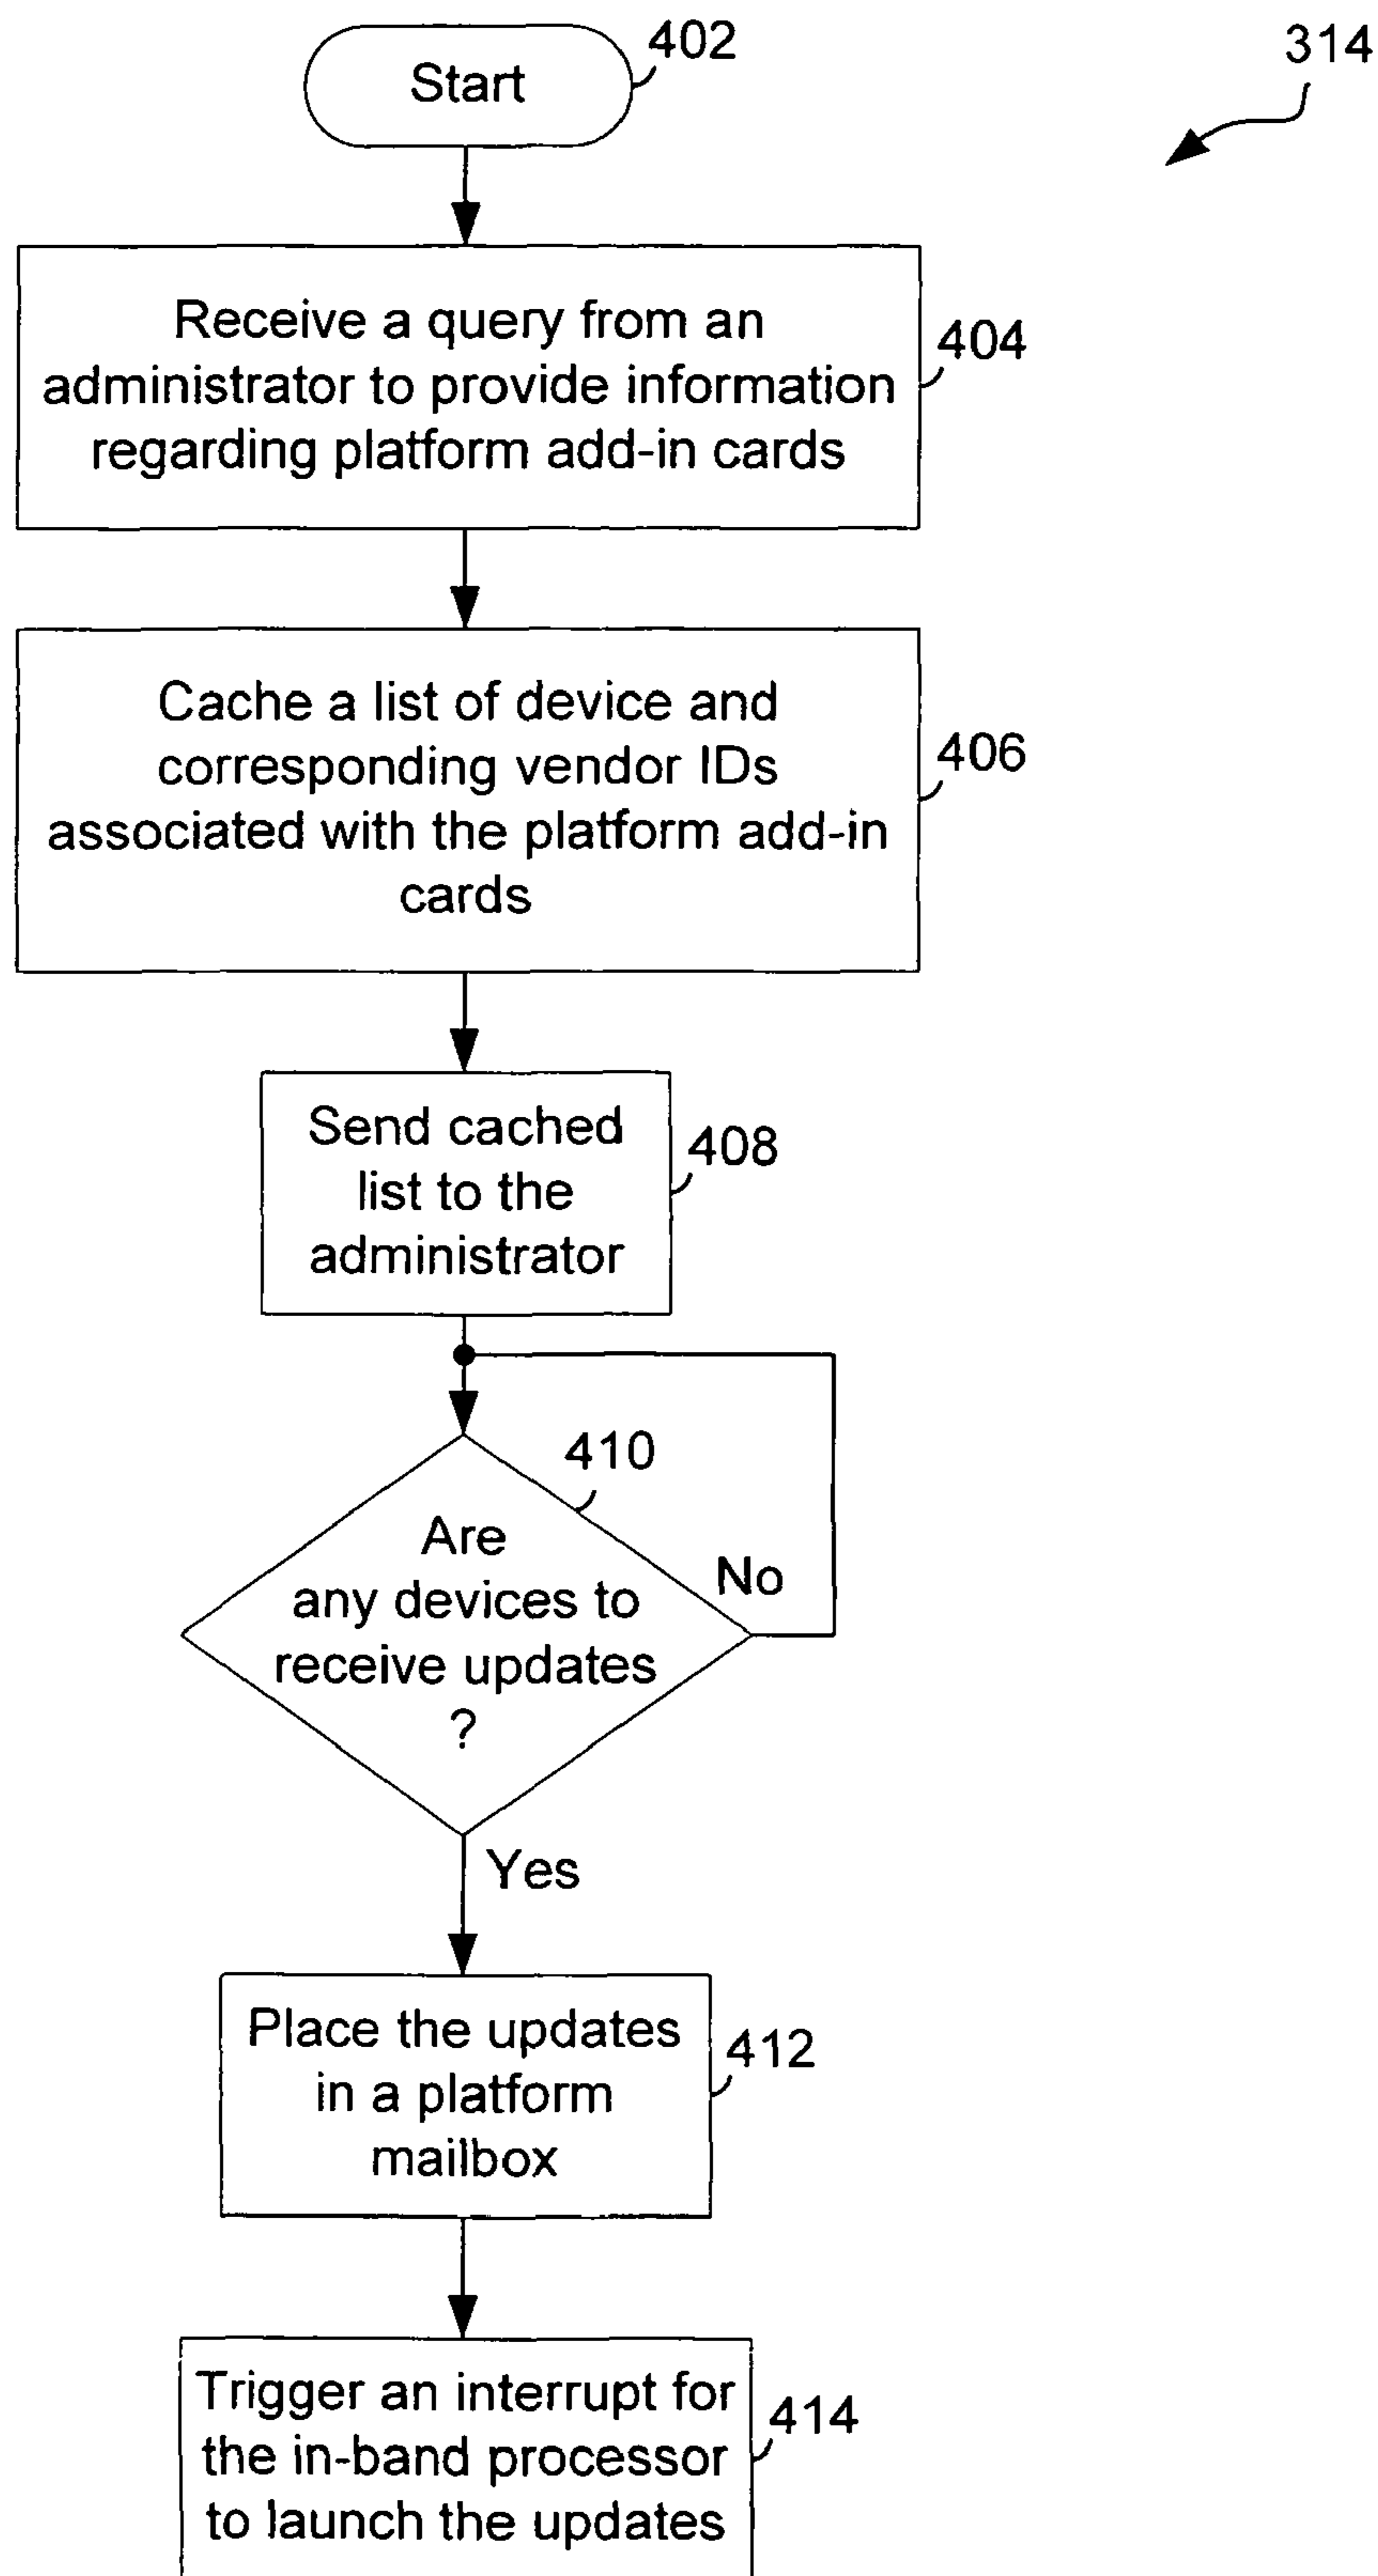 402
314
Start
Receive a query from an
administrator to provide information
regarding platform add-in cards
404
Cache a list of device and
corresponding vendor IDs
associated with the platform add-in
cards
406
Send cached
list to the
administrator
408
410
Are
any devices to
receive updates
?
No
Yes
Place the updates
in a platform
mailbox
412
Trigger an interrupt for
the in-band processor
to launch the updates
414